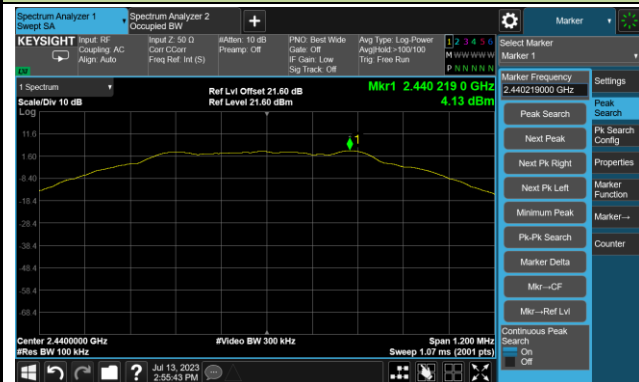 Spectrum Analyzer 1
Swept SA
Spectrum Analyzer 2
Occupied BW
+
Marker
KEYSIGHT
Input: RF
Coupling: AC
Align: Auto
Input Z: 50 Ω
Corr CCorr
Freq Ref: Int (S)
#Atten: 10 dB
Preamp: Off
PNO: Best Wide
Gate: Off
IF Gain: Low
Sig Track: Off
Avg Type: Log-Power
Avg|Hold >100/100
Trig: Free Run
1 2 3 4 5 6
M W W W W W
P N N N N N
LXI
Select Marker
Marker 1
1 Spectrum
Scale/Div 10 dB
Log
Ref Lvl Offset 21.60 dB
Ref Level 21.60 dBm
Mkr1 2.440 219 0 GHz
4.13 dBm
1
11.6
1.60
-8.40
-18.4
-28.4
-38.4
-48.4
-58.4
-68.4
Center 2.4400000 GHz
#Res BW 100 kHz
#Video BW 300 kHz
Span 1.200 MHz
Sweep 1.07 ms (2001 pts)
Marker Frequency
2.440219000 GHz
Peak Search
Next Peak
Next Pk Right
Next Pk Left
Minimum Peak
Pk-Pk Search
Marker Delta
Mkr→CF
Mkr→Ref Lvl
Continuous Peak
Search
On
Off
Settings
Peak
Search
Pk Search
Config
Properties
Marker
Function
Marker→
Counter
?
Jul 13, 2023
2:55:43 PM